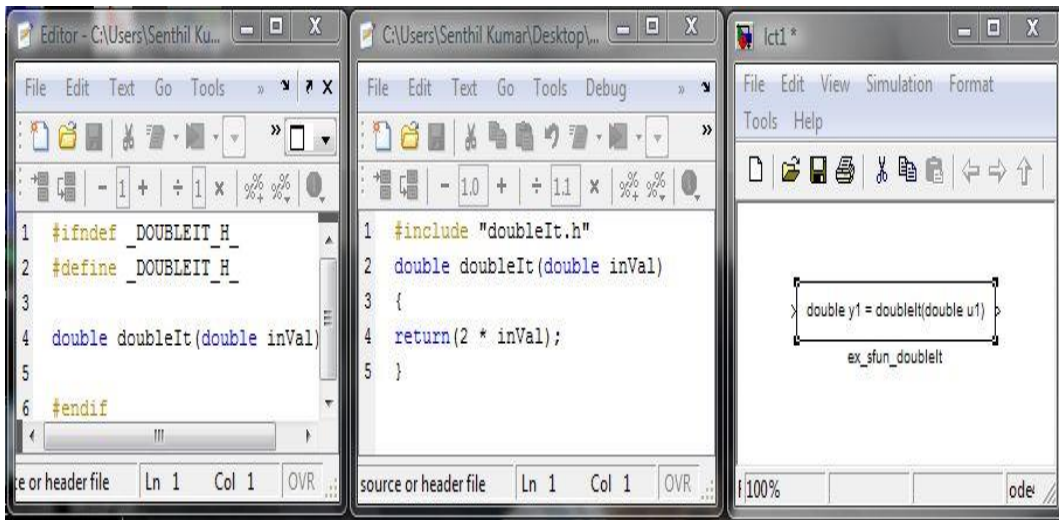 Editor - C:\Users\Senthil Ku...
File Edit Text Go Tools »
» 
- 1 + ÷ 1 ×
1 #ifndef _DOUBLEIT_H_
2 #define _DOUBLEIT_H_
3
4 double doubleIt(double inVal)
5
6 #endif
or header file Ln 1 Col 1 OVR
C:\Users\Senthil Kumar\Desktop\...
File Edit Text Go Tools Debug »
»
- 1.0 + ÷ 1.1 ×
1 #include "doubleIt.h"
2 double doubleIt(double inVal)
3 {
4 return(2 * inVal);
5 }
source or header file Ln 1 Col 1 OVR
lct1 *
File Edit View Simulation Format
Tools Help
double y1 = doubleIt(double u1)
ex_sfun_doubleIt
100%